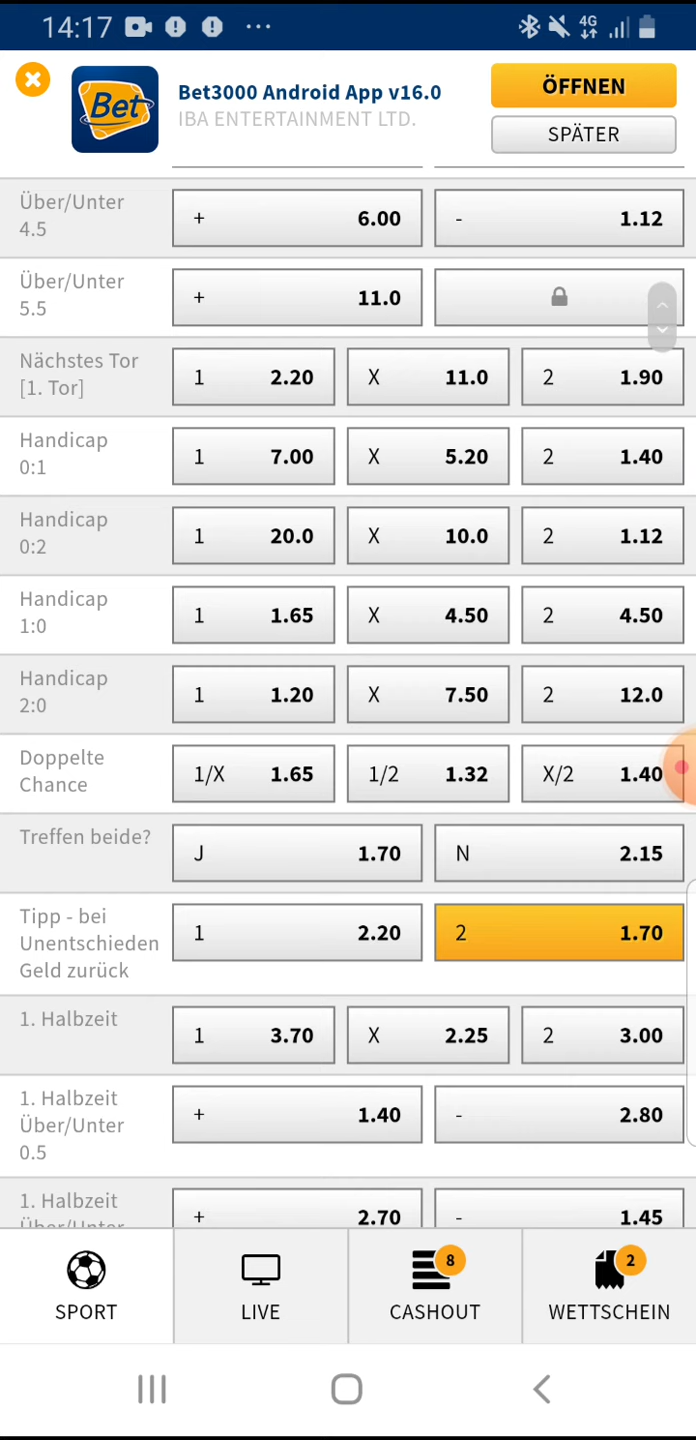 14:17 4G
Bet
Bet3000 Android App v16.0
IBA ENTERTAINMENT LTD.
ÖFFNEN
SPÄTER
Über/Unter
4.5
+ 6.00 - 1.12
Über/Unter
5.5
+ 11.0
Nächstes Tor
[1. Tor]
1 2.20 X 11.0 2 1.90
Handicap
0:1
1 7.00 X 5.20 2 1.40
Handicap
0:2
1 20.0 X 10.0 2 1.12
Handicap
1:0
1 1.65 X 4.50 2 4.50
Handicap
2:0
1 1.20 X 7.50 2 12.0
Doppelte
Chance
1/X 1.65 1/2 1.32 X/2 1.40
Treffen beide?
J 1.70 N 2.15
Tipp - bei
Unentschieden
Geld zurück
1 2.20 2 1.70
1. Halbzeit
1 3.70 X 2.25 2 3.00
1. Halbzeit
Über/Unter
0.5
+ 1.40 - 2.80
1. Halbzeit
Über/Unter
+ 2.70 - 1.45
SPORT
LIVE
8
CASHOUT
2
WETTSCHEIN